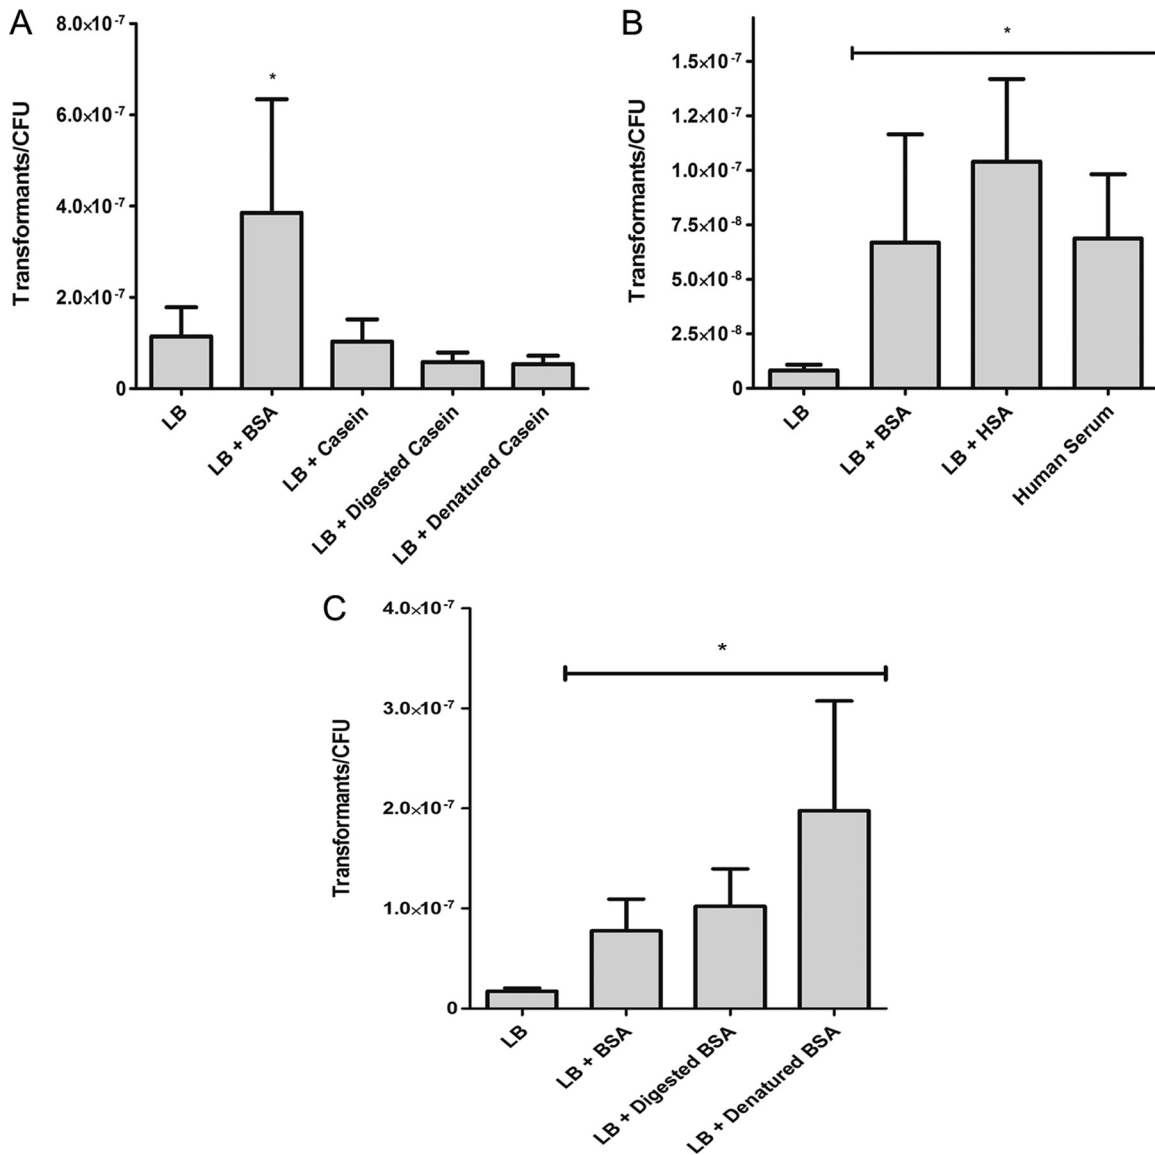 A
Transformants/CFU
8.0×10⁻⁷
6.0×10⁻⁷
4.0×10⁻⁷
2.0×10⁻⁷
0
*
LB
LB + BSA
LB + Casein
LB + Digested Casein
LB + Denatured Casein
B
Transformants/CFU
1.5×10⁻⁷
1.2×10⁻⁷
1.0×10⁻⁷
7.5×10⁻⁸
5.0×10⁻⁸
2.5×10⁻⁸
0
*
LB
LB + BSA
LB + HSA
Human Serum
C
Transformants/CFU
4.0×10⁻⁷
3.0×10⁻⁷
2.0×10⁻⁷
1.0×10⁻⁷
0
*
LB
LB + BSA
LB + Digested BSA
LB + Denatured BSA